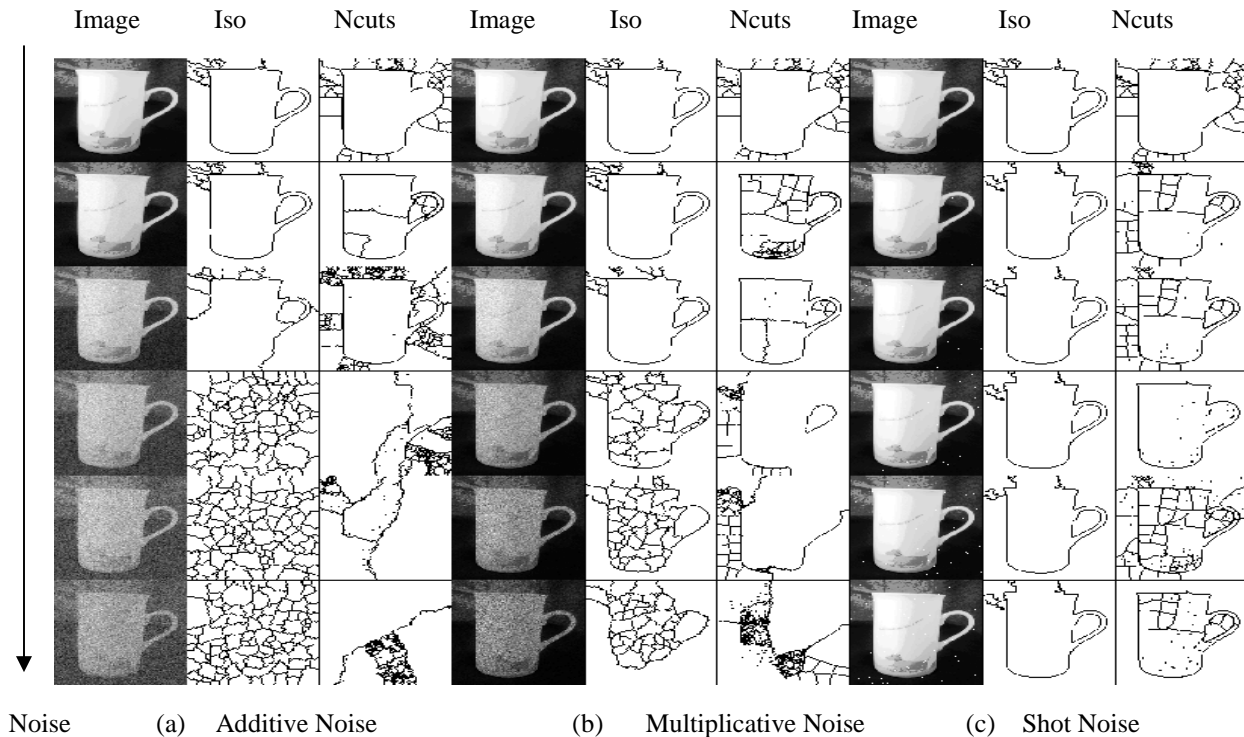 Image Iso Ncuts Image Iso Ncuts Image Iso Ncuts
Noise (a) Additive Noise (b) Multiplicative Noise (c) Shot Noise